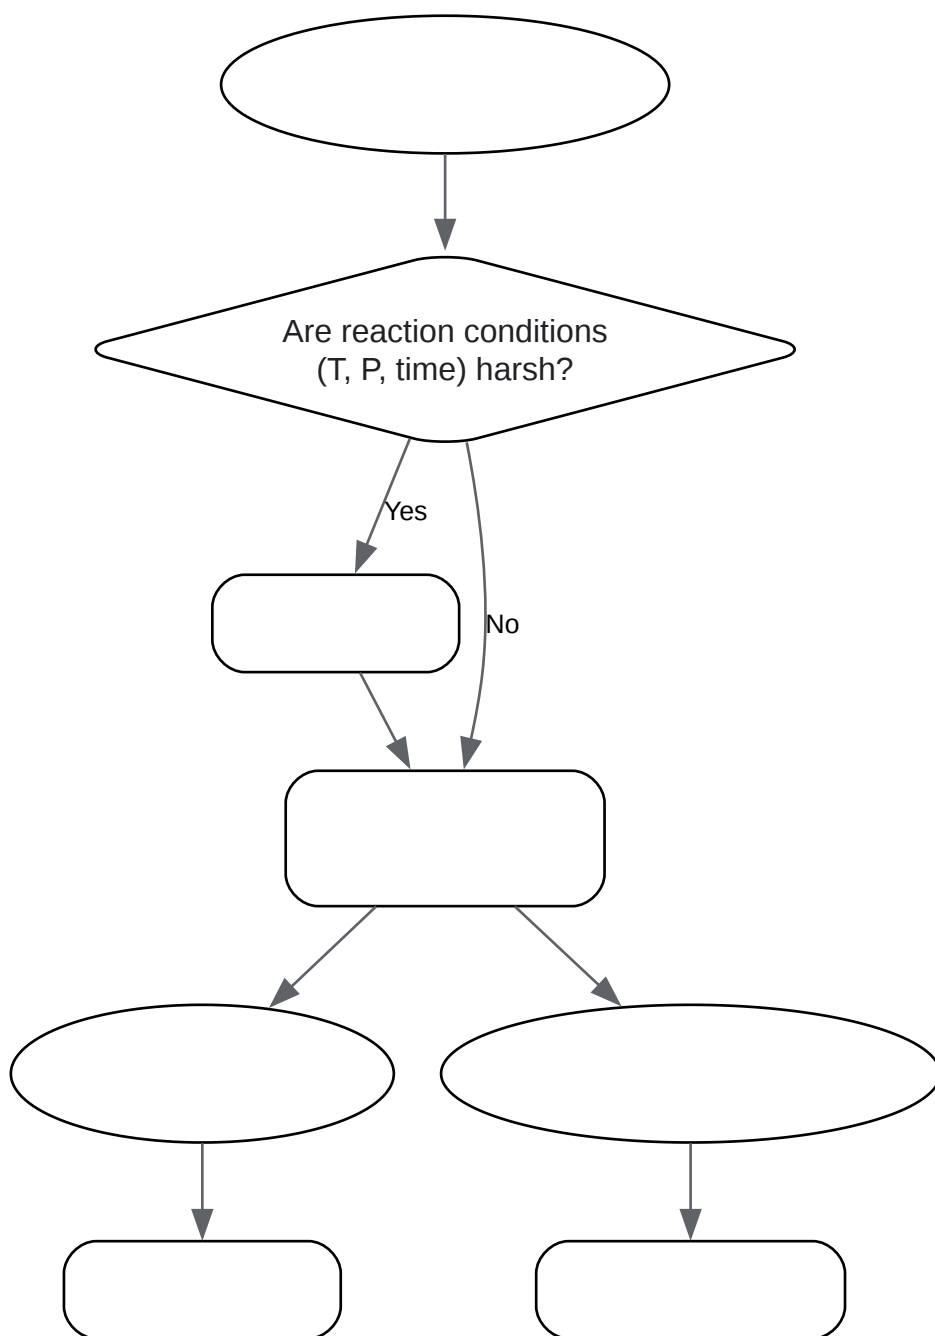 Are reaction conditions
(T, P, time) harsh?
Yes
No